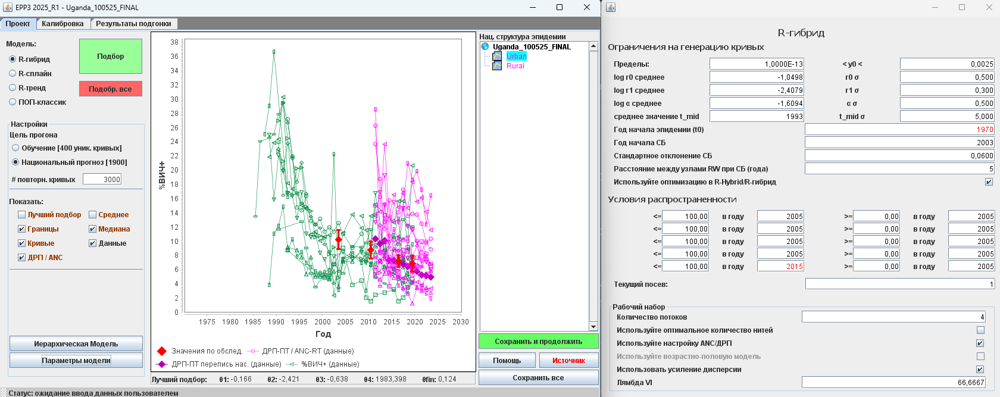 EPP3 2025_R1 - Uganda_100525_FINAL
Проект
Калибровка
Результаты подгонки
Модель:
R-гибрид
R-сплайн
R-тренд
ПОП-классик
Подбор
Подобр. все
Настройки
Цель прогона
Обучение [400 уник. кривых]
Национальный прогноз [1900]
# повторн. кривых 3000
Показать:
Лучший подбор
Среднее
Границы
Медиана
Кривые
Данные
ДРП / ANC
Иерархическая Модель
Параметры модели
%ВИЧ+
38
36
34
32
30
28
26
24
22
20
18
16
14
12
10
8
6
4
2
0
1975 1980 1985 1990 1995 2000 2005 2010 2015 2020 2025 2030
Год
Значения по обслед.
ДРП-ПТ / ANC-RT (данные)
ДРП-ПТ перепись нас. (данные)
%ВИЧ+ (данные)
Лучший подбор: θ1: -0,166 θ2: -2,421 θ3: -0,638 θ4: 1983,398 θfin: 0,124
Нац. структура эпидемии
Uganda_100525_FINAL
Urban
Rural
Сохранить и продолжить
Помощь
Источник
Сохранить все
Статус: ожидание ввода данных пользователем
R-гибрид
Ограничения на генерацию кривых
Пределы: 1,0000E-13 < y0 < 0,0025
log r0 среднее -1,0498 r0 σ 0,500
log r1 среднее -2,4079 r1 σ 0,300
log α среднее -1,6094 α σ 0,500
среднее значение t_mid 1993 t_mid σ 5,000
Год начала эпидемии (t0) 1970
Год начала СБ 2003
Стандартное отклонение СБ 0,0600
Расстояние между узлами RW при СБ (года) 5
Используйте оптимизацию в R-Hybrid/R-гибрид
Условия распространенности
<= 100,00 в году 2005 >= 0,00 в году 2005
<= 100,00 в году 2005 >= 0,00 в году 2005
<= 100,00 в году 2005 >= 0,00 в году 2005
<= 100,00 в году 2005 >= 0,00 в году 2005
<= 100,00 в году 2015 >= 0,00 в году 2005
Текущий посев: 1
Рабочий набор
Количество потоков 4
Используйте оптимальное количество нитей
Используйте настройку ANC/ДРП
Используйте возрастно-половую модель
Использовать усиление дисперсии
Лямбда VI 66,6667